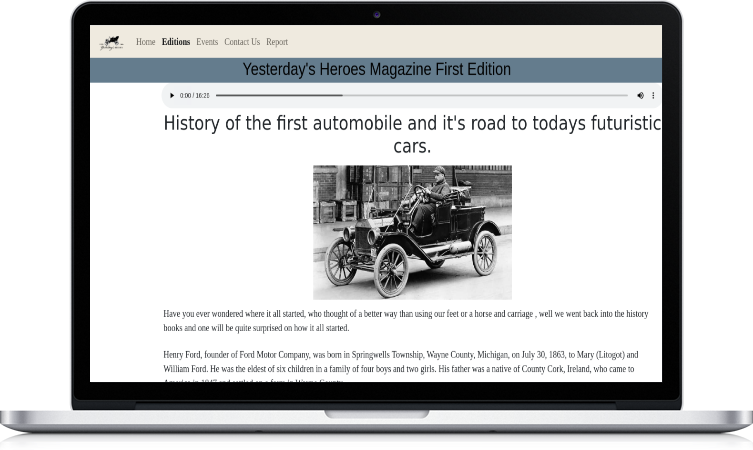 Home Editions Events Contact Us Report
Yesterday's Heroes Magazine First Edition
0:00 / 16:26
History of the first automobile and it's road to todays futuristic
cars.
Have you ever wondered where it all started, who thought of a better way than using our feet or a horse and carriage , well we went back into the history
books and one will be quite surprised on how it all started.
Henry Ford, founder of Ford Motor Company, was born in Springwells Township, Wayne County, Michigan, on July 30, 1863, to Mary (Litogot) and
William Ford. He was the eldest of six children in a family of four boys and two girls. His father was a native of County Cork, Ireland, who came to